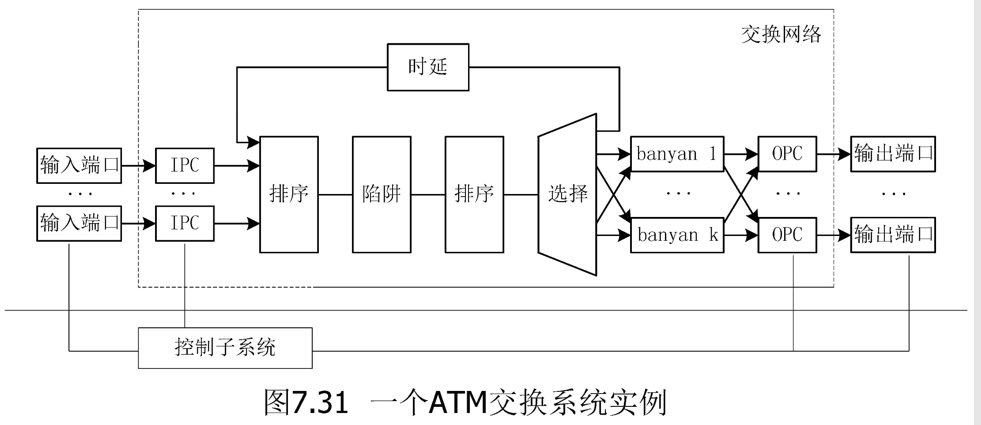 交换网络
时延
输入端口
IPC
排序
陷阱
排序
选择
banyan 1
OPC
输出端口
···
···
···
···
···
输入端口
IPC
banyan k
OPC
输出端口
控制子系统
图7.31 一个ATM交换系统实例